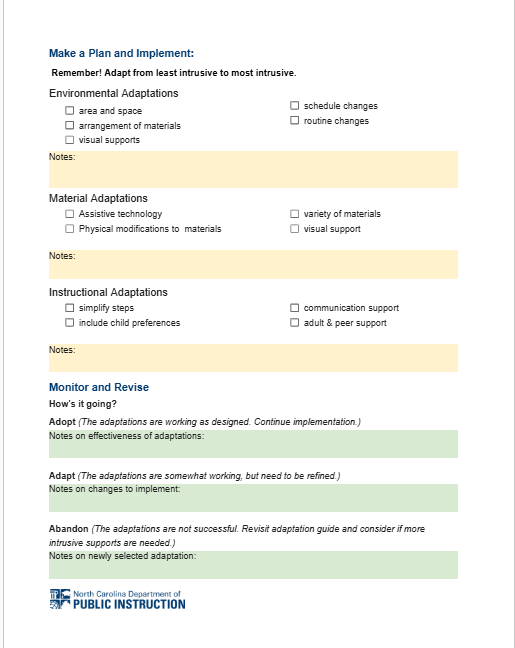 Make a Plan and Implement:
Remember! Adapt from least intrusive to most intrusive.
Environmental Adaptations
☐ area and space
☐ arrangement of materials
☐ visual supports
☐ schedule changes
☐ routine changes
Notes:
Material Adaptations
☐ Assistive technology
☐ Physical modifications to materials
☐ variety of materials
☐ visual support
Notes:
Instructional Adaptations
☐ simplify steps
☐ include child preferences
☐ communication support
☐ adult & peer support
Notes:
Monitor and Revise
How's it going?
Adopt (The adaptations are working as designed. Continue implementation.)
Notes on effectiveness of adaptations:
Adapt (The adaptations are somewhat working, but need to be refined.)
Notes on changes to implement:
Abandon (The adaptations are not successful. Revisit adaptation guide and consider if more
intrusive supports are needed.)
Notes on newly selected adaptation:
North Carolina Department of
PUBLIC INSTRUCTION